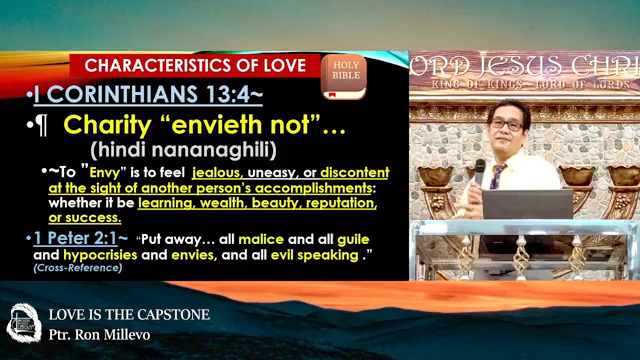 CHARACTERISTICS OF LOVE
HOLY
BIBLE
•I CORINTHIANS 13:4~
•¶ Charity “envieth not”…
(hindi nananaghili)
•~To ”Envy” is to feel jealous, uneasy, or discontent
at the sight of another person’s accomplishments:
whether it be learning, wealth, beauty, reputation,
or success.
•1 Peter 2:1~ “Put away… all malice and all guile
and hypocrisies and envies, and all evil speaking .”
(Cross-Reference)
ORD JESUS CHRI
KING OF KINGS LORD OF LORDS
LOVE IS THE CAPSTONE
Ptr. Ron Millevo